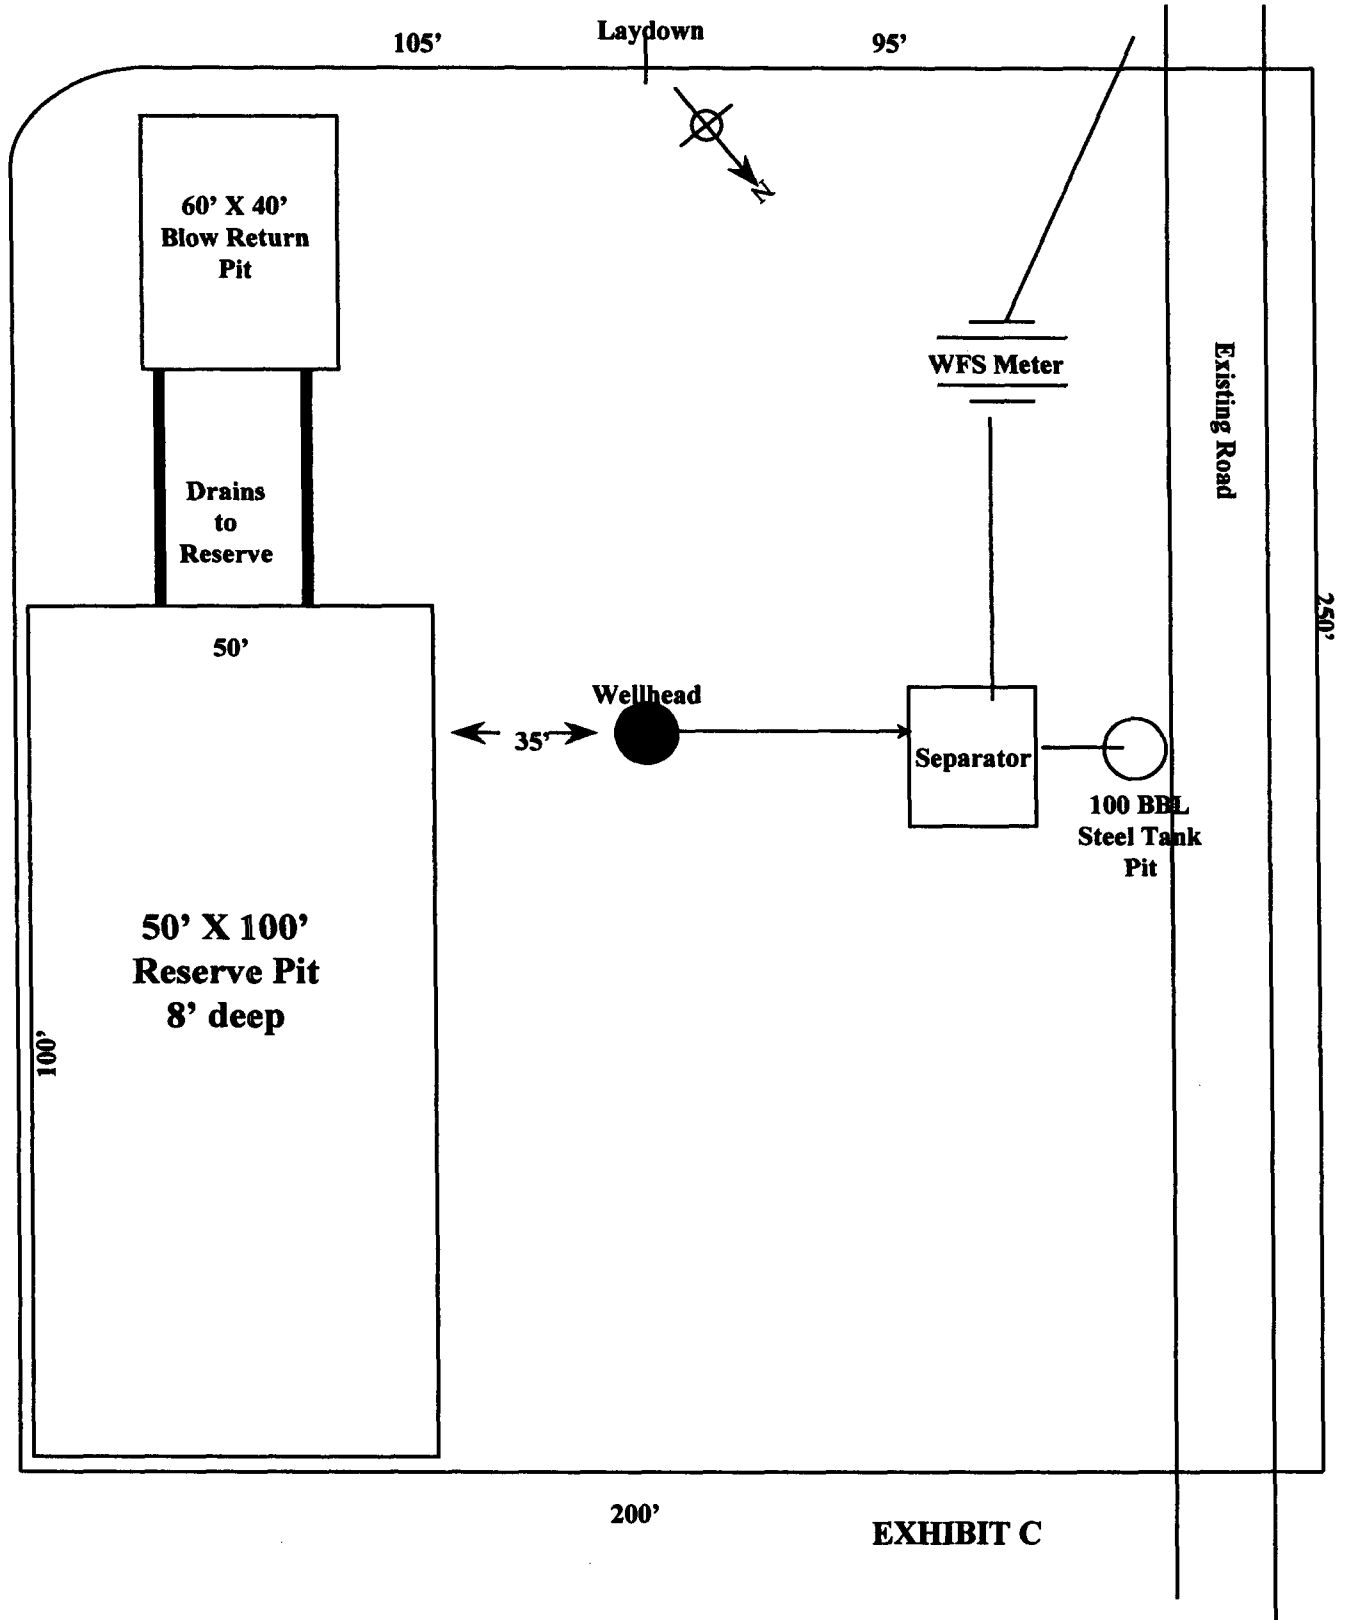 105’
Laydown
95’
N
60’ X 40’
Blow Return
Pit
WFS Meter
Existing Road
Drains
to
Reserve
250’
50’
Wellhead
35’
Separator
100 BBL
Steel Tank
Pit
50’ X 100’
Reserve Pit
8’ deep
100’
200’
EXHIBIT C